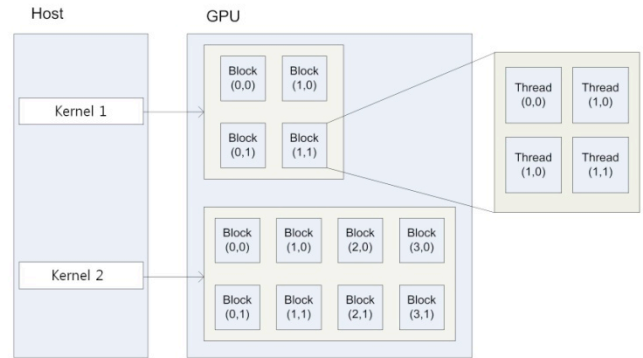 Host
GPU
Kernel 1
Block
(0,0)
Block
(1,0)
Block
(0,1)
Block
(1,1)
Thread
(0,0)
Thread
(1,0)
Thread
(1,0)
Thread
(1,1)
Kernel 2
Block
(0,0)
Block
(1,0)
Block
(2,0)
Block
(3,0)
Block
(0,1)
Block
(1,1)
Block
(2,1)
Block
(3,1)